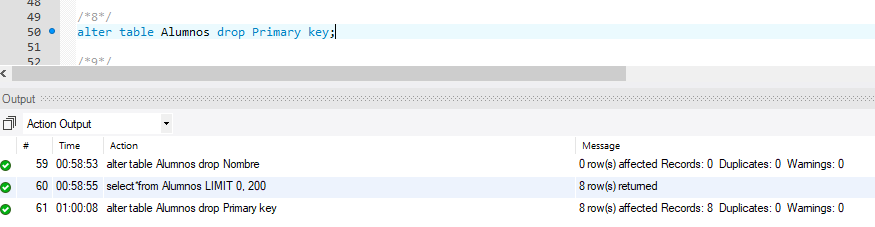 48
49 /*8*/
50 alter table Alumnos drop Primary key;
51
52 /*9*/
Output
Action Output
# Time Action Message
59 00:58:53 alter table Alumnos drop Nombre 0 row(s) affected Records: 0 Duplicates: 0 Warnings: 0
60 00:58:55 select*from Alumnos LIMIT 0, 200 8 row(s) returned
61 01:00:08 alter table Alumnos drop Primary key 8 row(s) affected Records: 8 Duplicates: 0 Warnings: 0